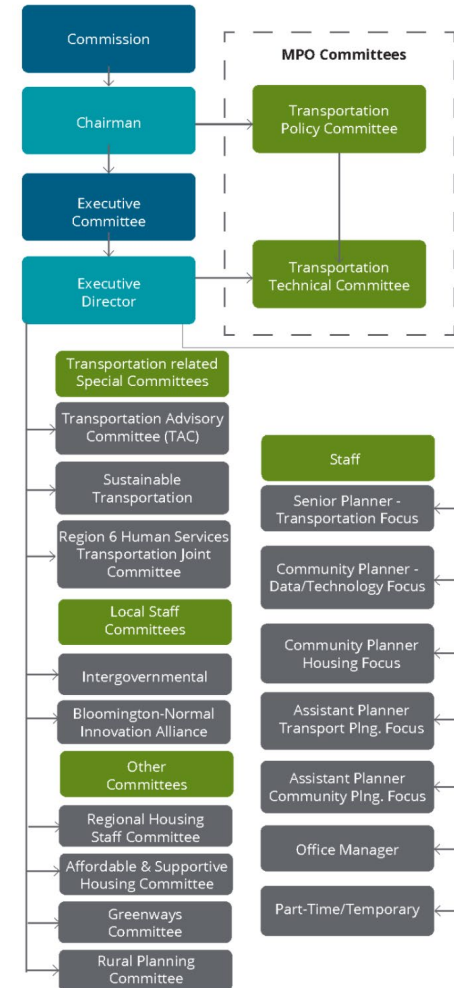 Commission
MPO Committees
Chairman
Transportation
Policy Committee
Executive
Committee
Executive
Director
Transportation
Technical Committee
Transportation related
Special Committees
Transportation Advisory
Committee (TAC)
Sustainable
Transportation
Region 6 Human Services
Transportation Joint
Committee
Local Staff
Committees
Intergovernmental
Bloomington-Normal
Innovation Alliance
Other
Committees
Regional Housing
Staff Committee
Affordable & Supportive
Housing Committee
Greenways
Committee
Rural Planning
Committee
Staff
Senior Planner -
Transportation Focus
Community Planner -
Data/Technology Focus
Community Planner
Housing Focus
Assistant Planner
Transport Plng. Focus
Assistant Planner
Community Plng. Focus
Office Manager
Part-Time/Temporary